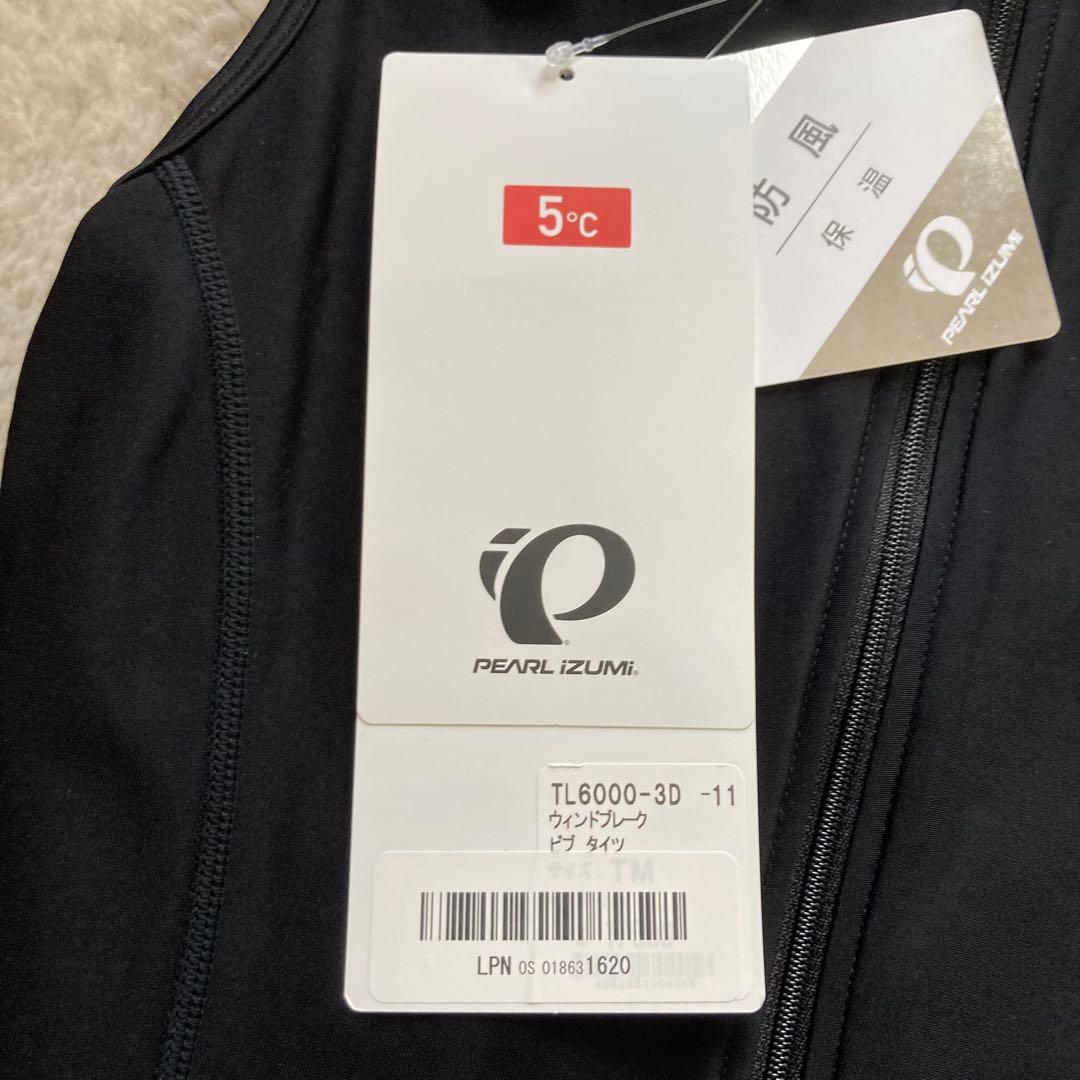 5℃
防風
保温
PEARL iZUMi
PEARL iZUMi
TL6000-3D -11
ウィンドブレーク
ビブ タイツ
サイズ: TM
LPN OS 018631620